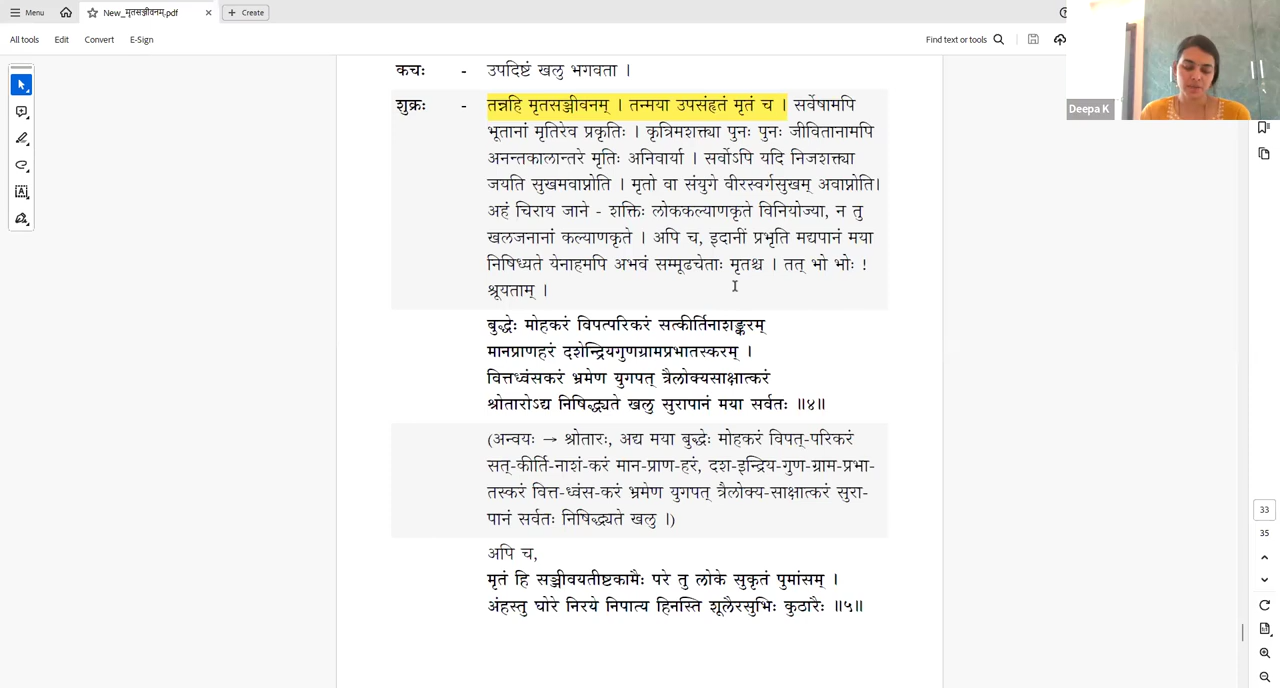 Menu New_मृतसञ्जीवनम्.pdf × + Create
All tools Edit Convert E-Sign Find text or tools
Deepa K
कचः - उपदिष्टं खलु भगवता ।
शुक्रः - तन्नहि मृतसञ्जीवनम् । तन्मया उपसंहृतं मृतं च । सर्वेषामपि
भूतानां मृतिरेव प्रकृतिः । कृत्रिमशक्त्या पुनः पुनः जीवितानामपि
अनन्तकालान्तरे मृतिः अनिवार्या । सर्वोऽपि यदि निजशक्त्या
जयति सुखमवाप्नोति । मृतो वा संयुगे वीरस्वर्गसुखम् अवाप्नोति।
अहं चिराय जाने - शक्तिः लोककल्याणकृते विनियोज्या, न तु
खलजनानां कल्याणकृते । अपि च, इदानीं प्रभृति मद्यपानं मया
निषिध्यते येनाहमपि अभवं सम्मूढचेताः मृतश्च । तत् भो भोः !
श्रूयताम् ।
बुद्धेः मोहकरं विपत्परिकरं सत्कीर्तिनाशङ्करम्
मानप्राणहरं दशेन्द्रियगुणग्रामप्रभातस्करम् ।
वित्तध्वंसकरं भ्रमेण युगपत् त्रैलोक्यसाक्षात्करं
श्रोतारोऽद्य निषिद्ध्यते खलु सुरापानं मया सर्वतः ॥४॥
(अन्वयः → श्रोतारः, अद्य मया बुद्धेः मोहकरं विपत्-परिकरं
सत्-कीर्ति-नाशं-करं मान-प्राण-हरं, दश-इन्द्रिय-गुण-ग्राम-प्रभा-
तस्करं वित्त-ध्वंस-करं भ्रमेण युगपत् त्रैलोक्य-साक्षात्करं सुरा-
पानं सर्वतः निषिद्ध्यते खलु ।)
अपि च,
मृतं हि सञ्जीवयतीष्टकामैः परे तु लोके सुकृतं पुमांसम् ।
अंहस्तु घोरे निरये निपात्य हिनस्ति शूलैरसुभिः कुठारैः ॥५॥
33
35